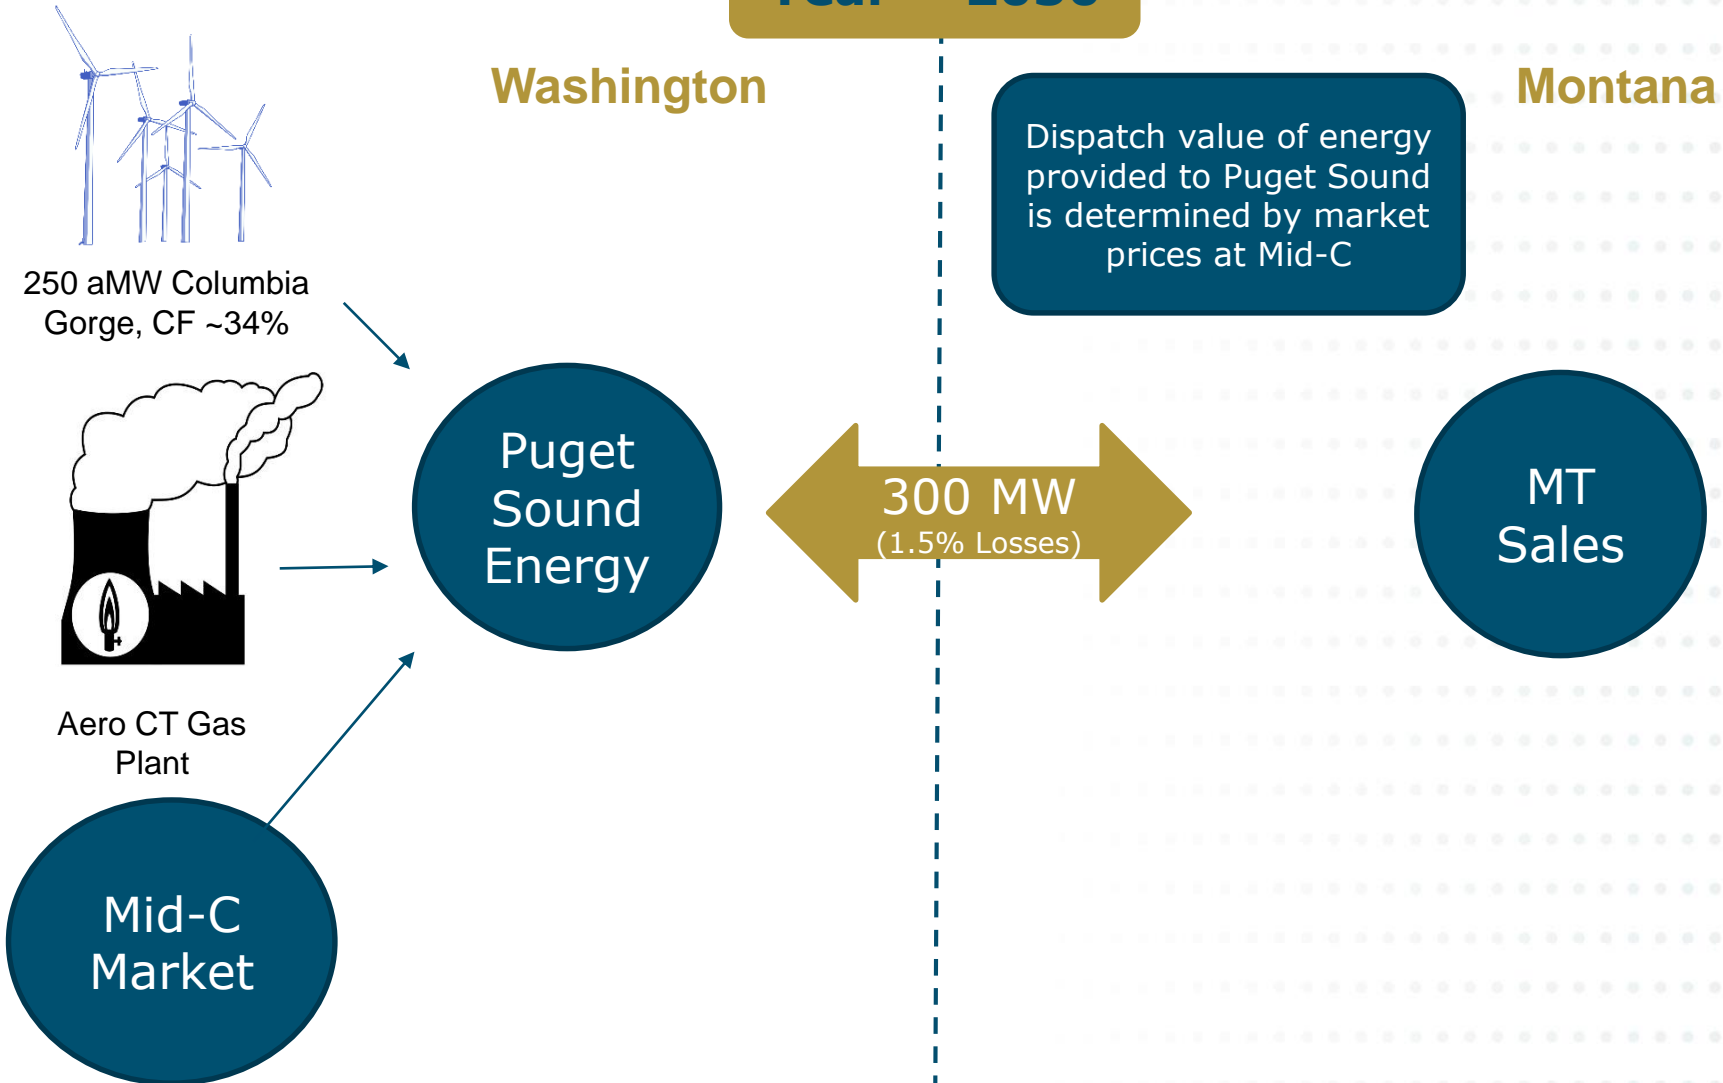 Washington
Montana
Dispatch value of energy
provided to Puget Sound
is determined by market
prices at Mid-C
250 aMW Columbia
Gorge, CF ~34%
Puget
Sound
Energy
300 MW
(1.5% Losses)
MT
Sales
Aero CT Gas
Plant
Mid-C
Market